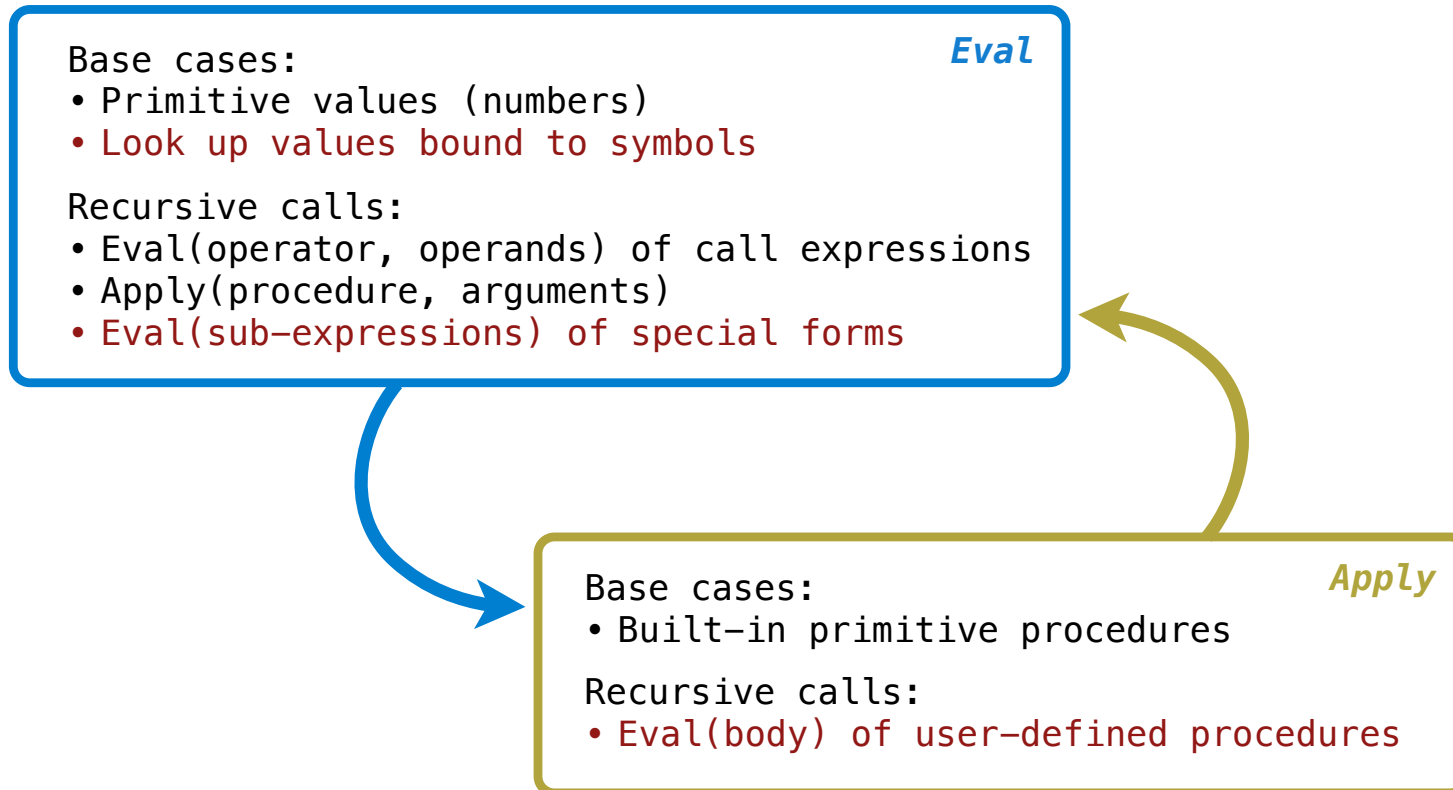 Eval
Base cases:
• Primitive values (numbers)
• Look up values bound to symbols
Recursive calls:
• Eval(operator, operands) of call expressions
• Apply(procedure, arguments)
• Eval(sub-expressions) of special forms
Apply
Base cases:
• Built-in primitive procedures
Recursive calls:
• Eval(body) of user-defined procedures